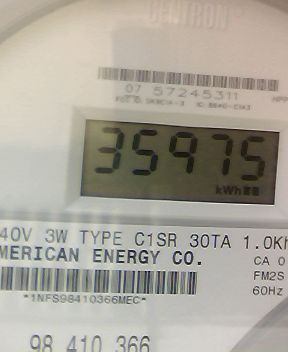 CENTRON
07 57245311
35975
kWh
40V 3W TYPE C1SR 30TA 1.0Kh
MERICAN ENERGY CO.
CA 0
FM2S
60Hz
*1NFS98410366MEC*
98 410 366